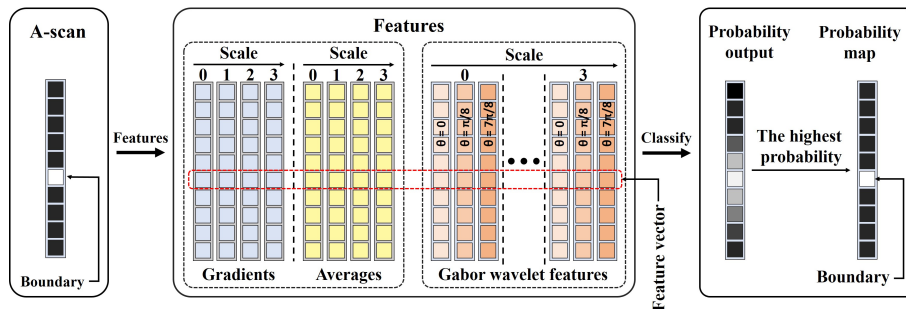 A-scan
Boundary
Features
Features
Scale
0 1 2 3
Gradients
Scale
0 1 2 3
Averages
Scale
0
3
θ = 0
θ = π/8
θ = 7π/8
θ = 0
θ = π/8
θ = 7π/8
Gabor wavelet features
Feature vector
Classify
Probability
output
Probability
map
The highest
probability
Boundary